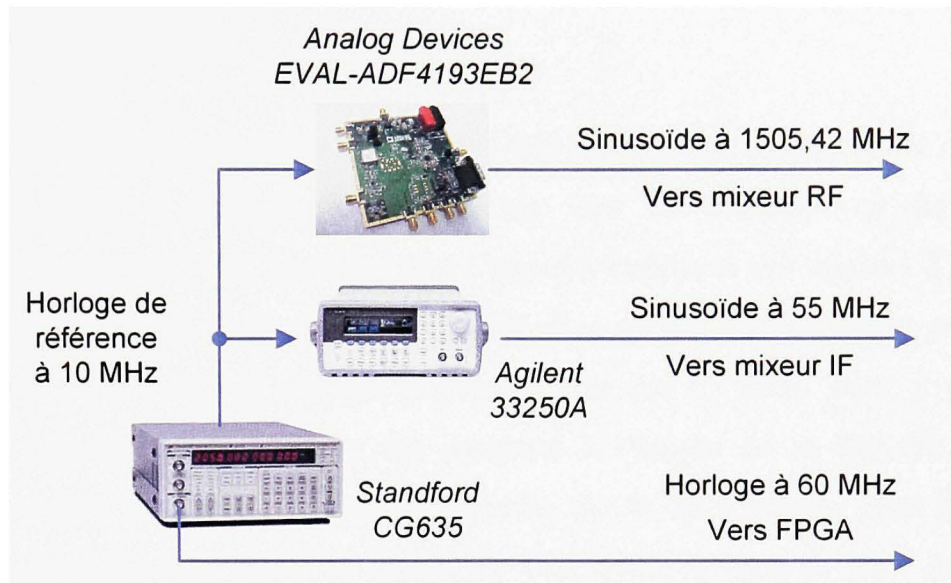 Analog Devices
EVAL-ADF4193EB2
Sinusoïde à 1505,42 MHz
Vers mixeur RF
Horloge de
référence
à 10 MHz
Sinusoïde à 55 MHz
Vers mixeur IF
Agilent
33250A
Standford
CG635
Horloge à 60 MHz
Vers FPGA